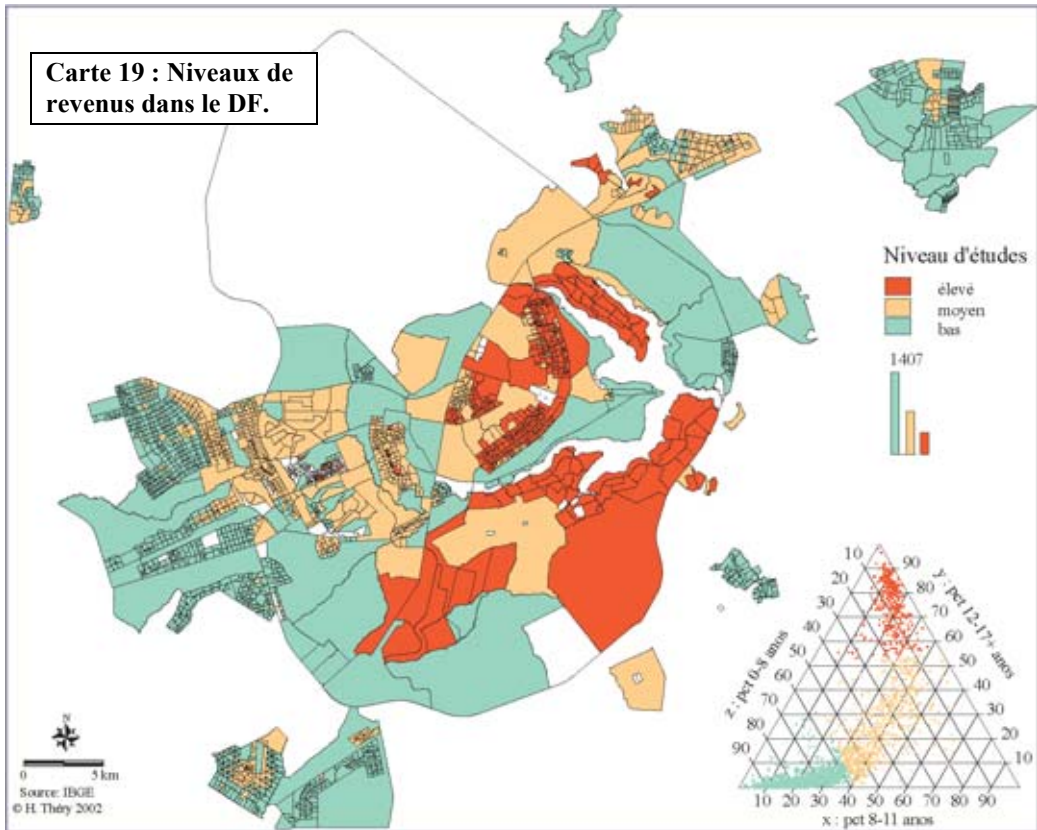 Carte 19 : Niveaux de
revenus dans le DF.
Niveau d'études
élevé
moyen
bas
1407
N
0 5 km
Source: IBGE
© H. Théry 2002
10 20 30 40 50 60 70 80 90
z : pct 0-8 anos
90 80 70 60 50 40 30 20 10
y : pct 12-17+ anos
10 20 30 40 50 60 70 80 90
x : pct 8-11 anos